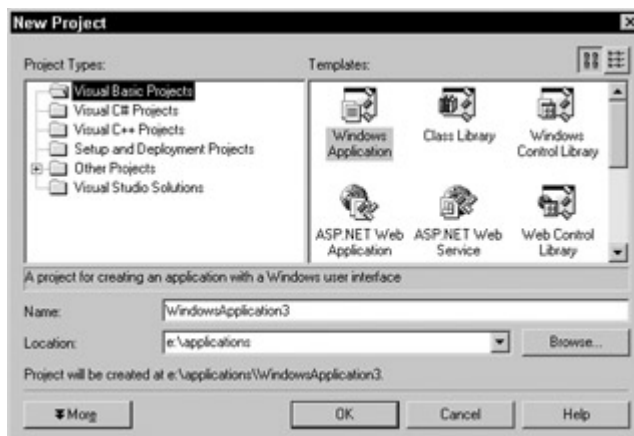 New Project
Project Types:
Templates:
Visual Basic Projects
Visual C# Projects
Visual C++ Projects
Setup and Deployment Projects
Other Projects
Visual Studio Solutions
Windows Application
Class Library
Windows Control Library
ASP.NET Web Application
ASP.NET Web Service
Web Control Library
A project for creating an application with a Windows user interface
Name:
WindowsApplication3
Location:
e:\applications
Browse...
Project will be created at e:\applications\WindowsApplication3.
More
OK
Cancel
Help